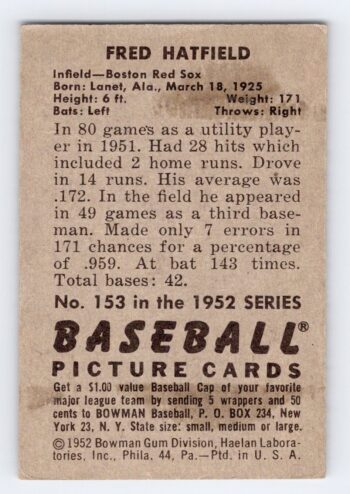 FRED HATFIELD
Infield—Boston Red Sox
Born: Lanet, Ala., March 18, 1925
Height: 6 ft. Weight: 171
Bats: Left Throws: Right
In 80 games as a utility play-
er in 1951. Had 28 hits which
included 2 home runs. Drove
in 14 runs. His average was
.172. In the field he appeared
in 49 games as a third base-
man. Made only 7 errors in
171 chances for a percentage
of .959. At bat 143 times.
Total bases: 42.
No. 153 in the 1952 SERIES
BASEBALL®
PICTURE CARDS
Get a $1.00 value Baseball Cap of your favorite
major league team by sending 5 wrappers and 50
cents to BOWMAN Baseball, P. O. BOX 234, New
York 23, N. Y. State size: small, medium or large.
©1952 Bowman Gum Division, Haelan Labora-
tories, Inc., Phila. 44, Pa.—Ptd. in U. S. A.